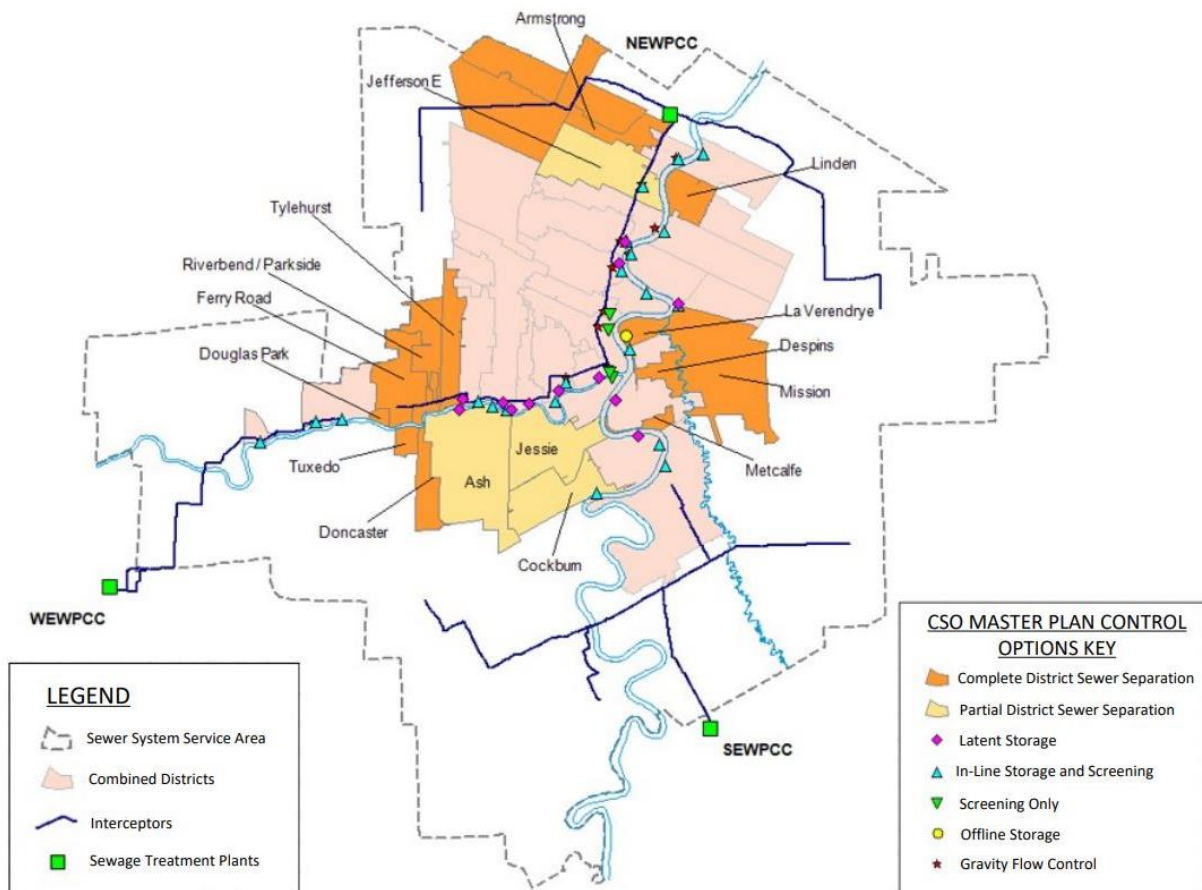 Armstrong
NEWPCC
Jefferson E
Linden
Tylehurst
Riverbend / Parkside
Ferry Road
La Verendrye
Douglas Park
Despins
Mission
Jessie
Metcalfe
Tuxedo
Ash
Doncaster
Cockburn
WEWPCC
SEWPCC
LEGEND
Sewer System Service Area
Combined Districts
Interceptors
Sewage Treatment Plants
CSO MASTER PLAN CONTROL
OPTIONS KEY
Complete District Sewer Separation
Partial District Sewer Separation
Latent Storage
In-Line Storage and Screening
Screening Only
Offline Storage
Gravity Flow Control